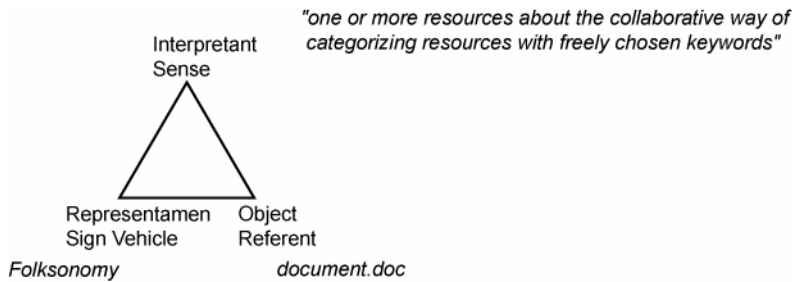 "one or more resources about the collaborative way of
categorizing resources with freely chosen keywords"
Interpretant
Sense
Representamen
Sign Vehicle
Object
Referent
Folksonomy
document.doc